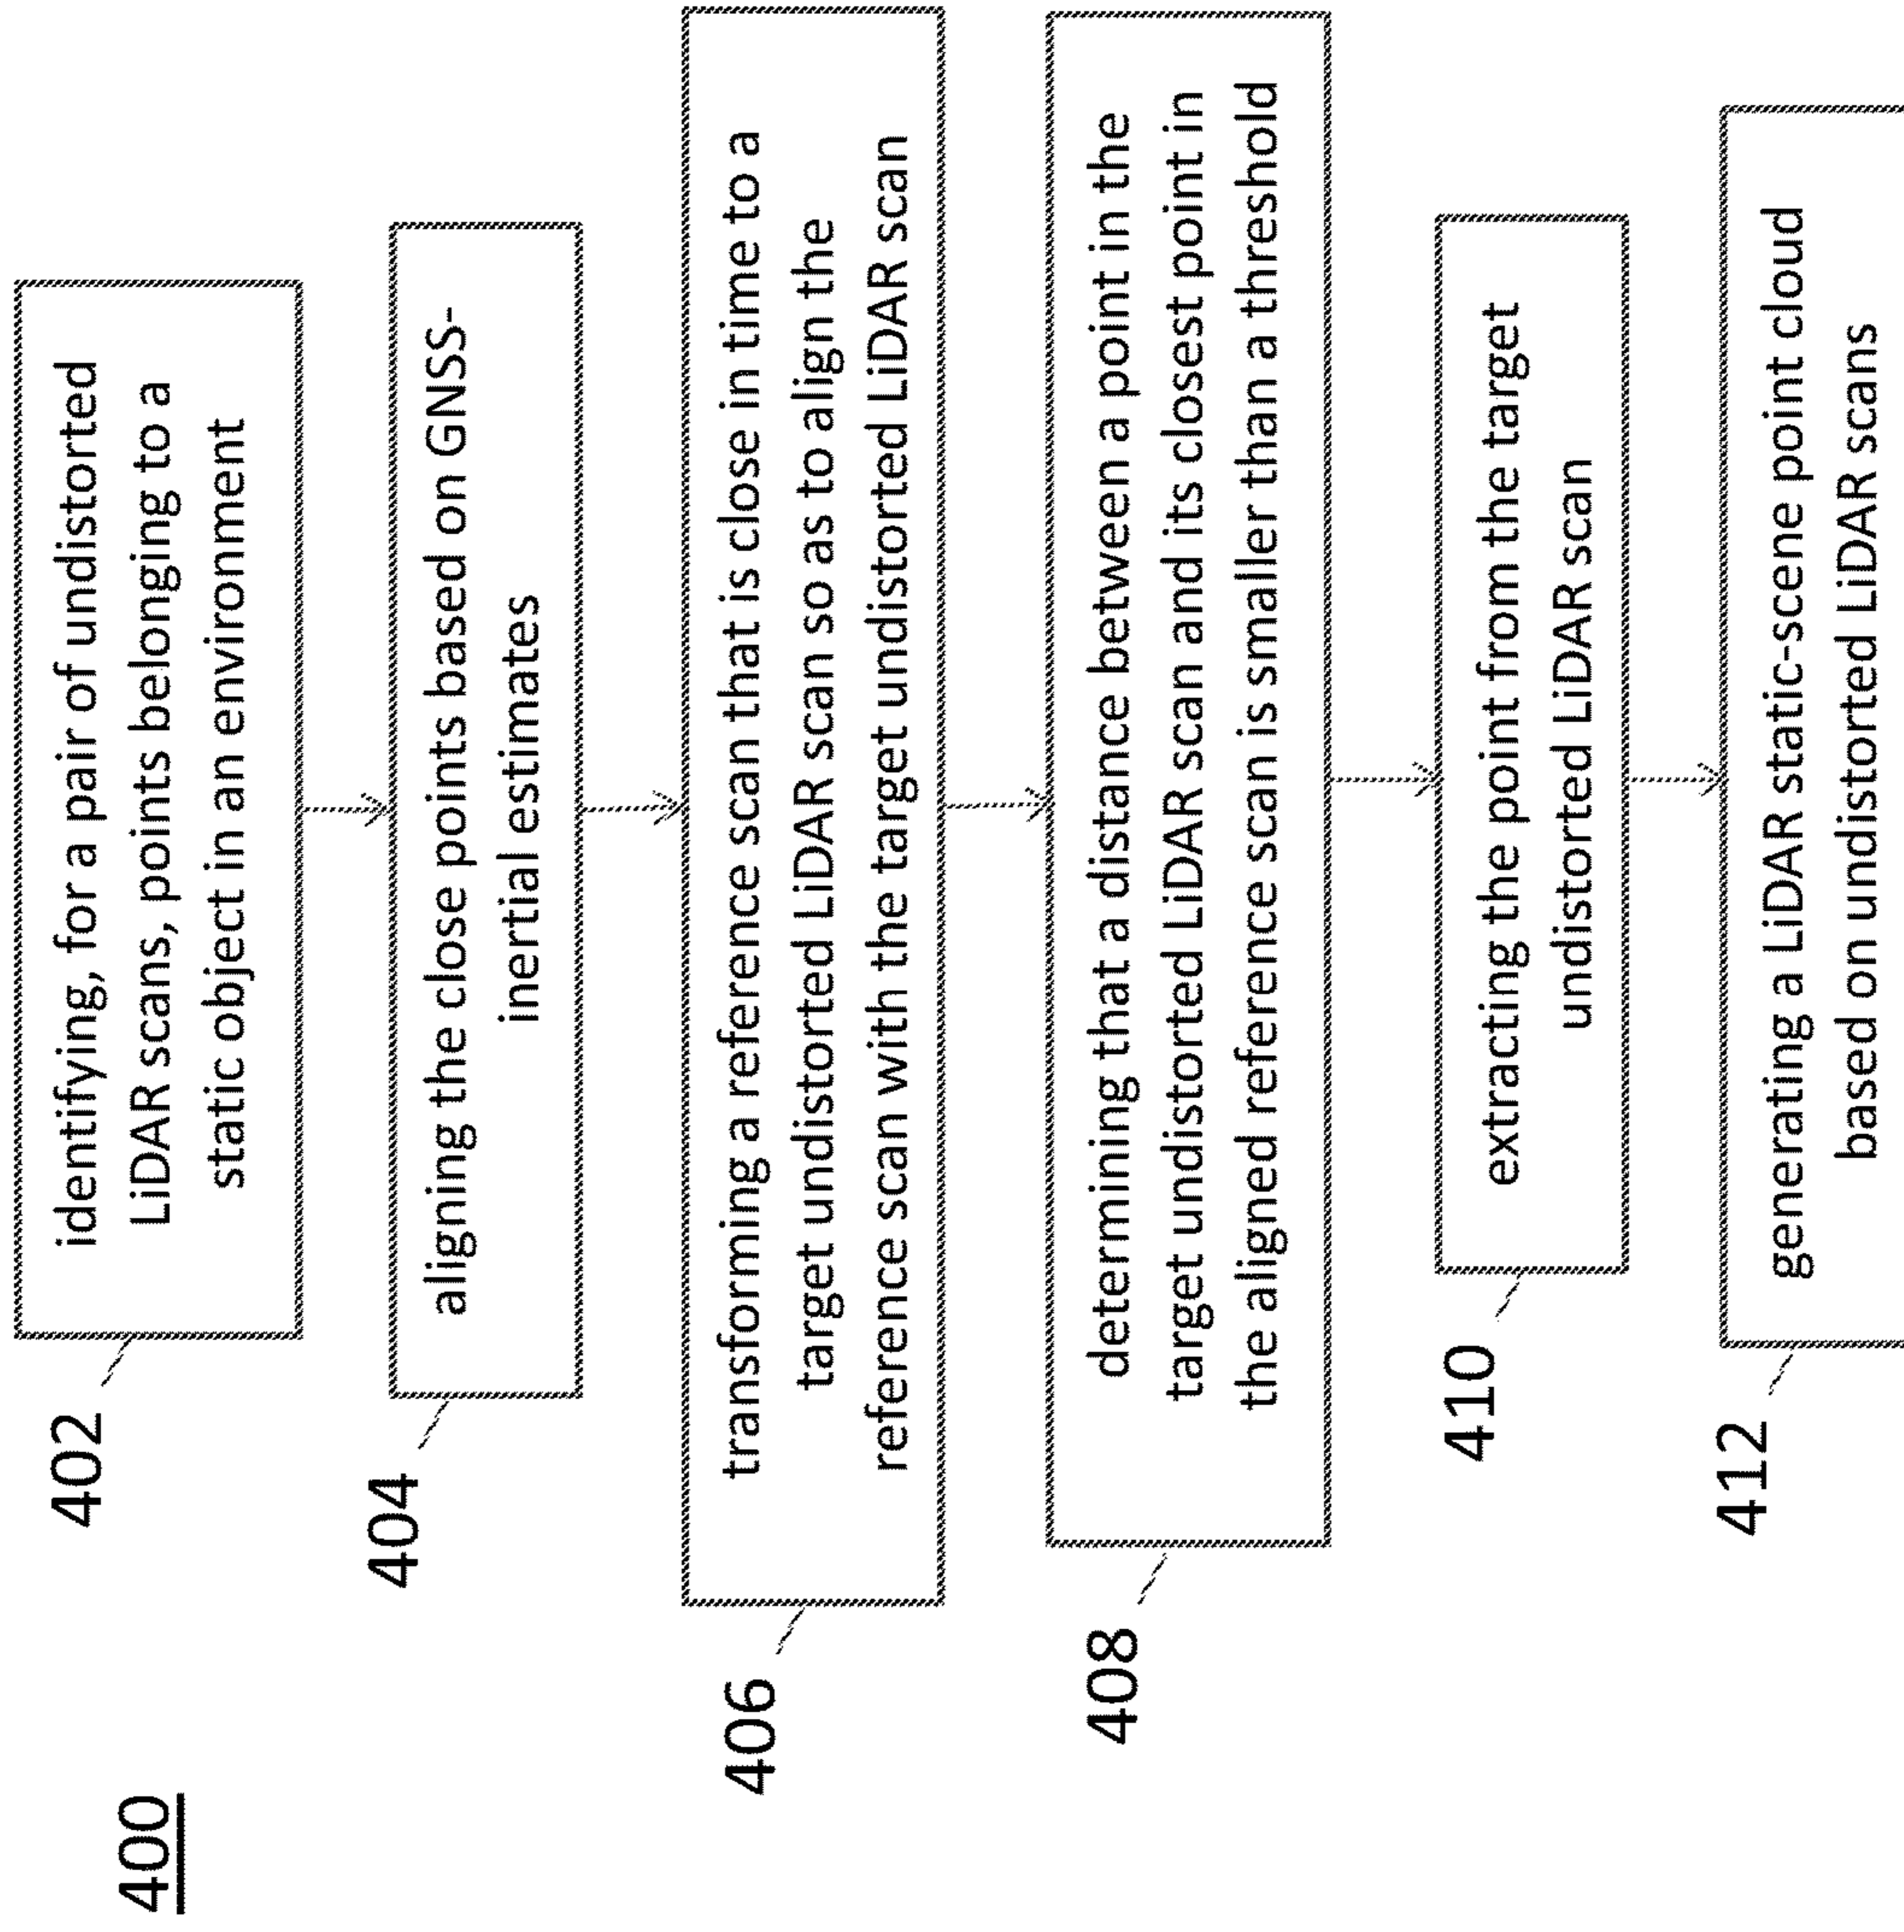 400
402
identifying, for a pair of undistorted
LiDAR scans, points belonging to a
static object in an environment
404
aligning the close points based on GNSS-
inertial estimates
406
transforming a reference scan that is close in time to a
target undistorted LiDAR scan so as to align the
reference scan with the target undistorted LiDAR scan
408
determining that a distance between a point in the
target undistorted LiDAR scan and its closest point in
the aligned reference scan is smaller than a threshold
410
extracting the point from the target
undistorted LiDAR scan
412
generating a LiDAR static-scene point cloud
based on undistorted LiDAR scans